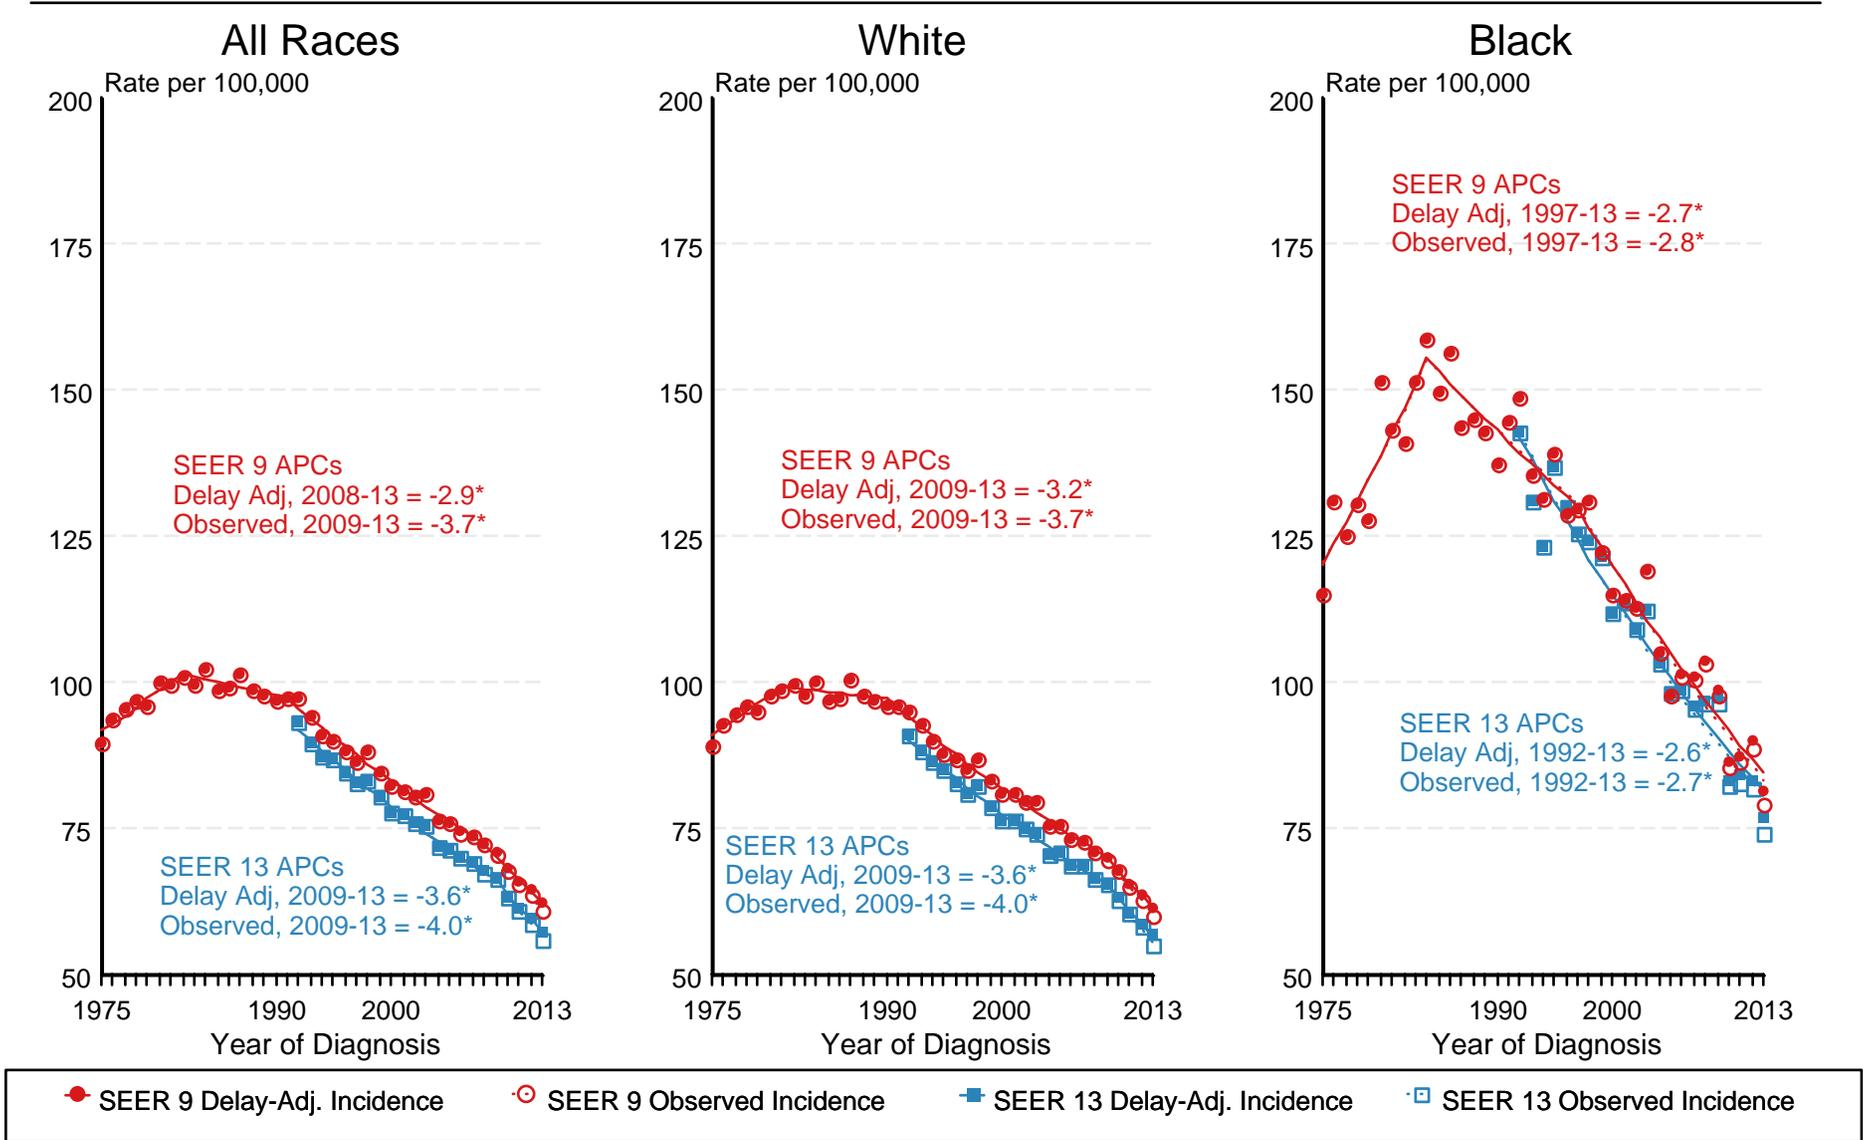 All Races
Rate per 100,000
200
175
150
125
100
75
50
SEER 9 APCs
Delay Adj, 2008-13 = -2.9*
Observed, 2009-13 = -3.7*
SEER 13 APCs
Delay Adj, 2009-13 = -3.6*
Observed, 2009-13 = -4.0*
1975 1990 2000 2013
Year of Diagnosis
White
Rate per 100,000
200
175
150
125
100
75
50
SEER 9 APCs
Delay Adj, 2009-13 = -3.2*
Observed, 2009-13 = -3.7*
SEER 13 APCs
Delay Adj, 2009-13 = -3.6*
Observed, 2009-13 = -4.0*
1975 1990 2000 2013
Year of Diagnosis
Black
Rate per 100,000
200
175
150
125
100
75
50
SEER 9 APCs
Delay Adj, 1997-13 = -2.7*
Observed, 1997-13 = -2.8*
SEER 13 APCs
Delay Adj, 1992-13 = -2.6*
Observed, 1992-13 = -2.7*
1975 1990 2000 2013
Year of Diagnosis
SEER 9 Delay-Adj. Incidence SEER 9 Observed Incidence SEER 13 Delay-Adj. Incidence SEER 13 Observed Incidence